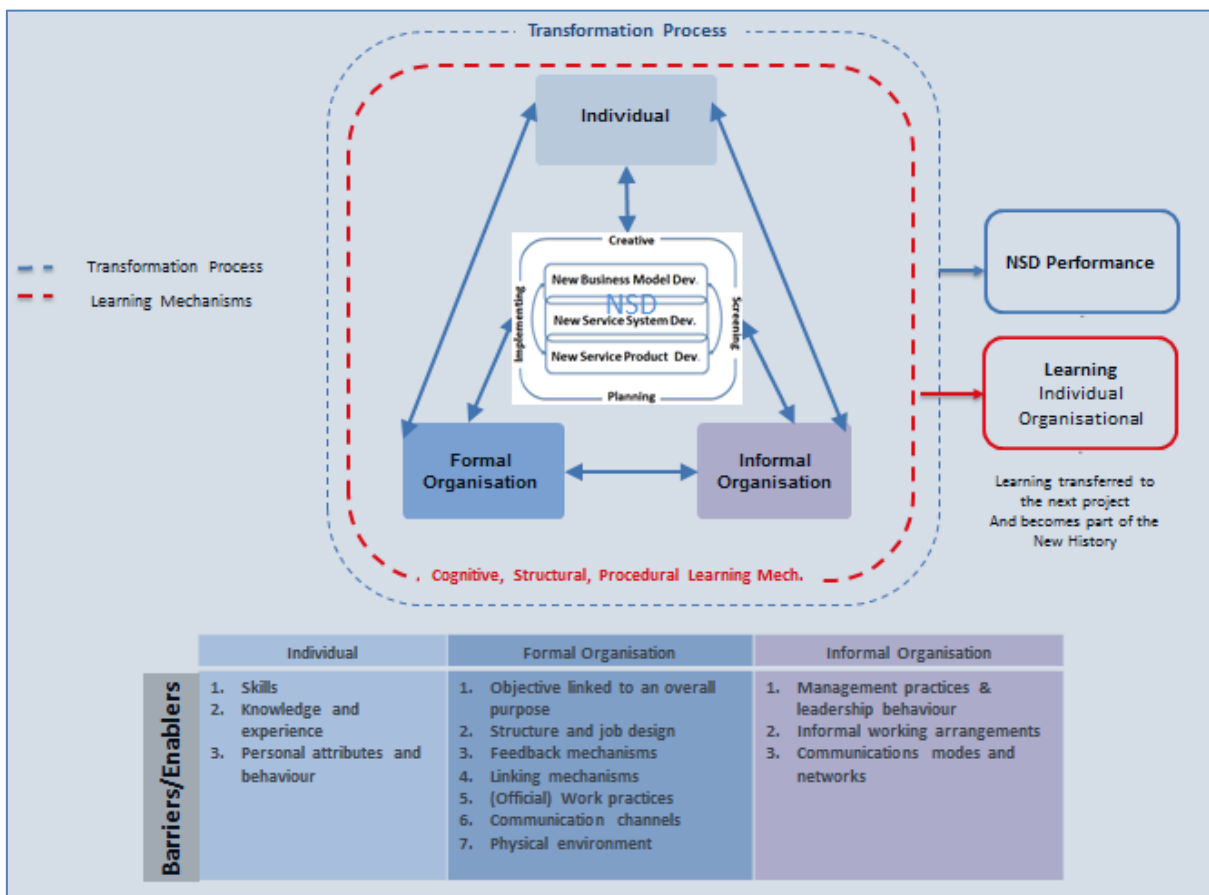 Transformation Process
Individual
Creative
New Business Model Dev.
NSD
New Service System Dev.
New Service Product Dev.
Implementing
Screening
Planning
Transformation Process
Learning Mechanisms
NSD Performance
Learning
Individual
Organisational
Formal
Organisation
Informal
Organisation
Learning transferred to
the next project
And becomes part of the
New History
Cognitive, Structural, Procedural Learning Mech.
Barriers/Enablers
Individual
1. Skills
2. Knowledge and
experience
3. Personal attributes and
behaviour
Formal Organisation
1. Objective linked to an overall
purpose
2. Structure and job design
3. Feedback mechanisms
4. Linking mechanisms
5. (Official) Work practices
6. Communication channels
7. Physical environment
Informal Organisation
1. Management practices &
leadership behaviour
2. Informal working arrangements
3. Communications modes and
networks